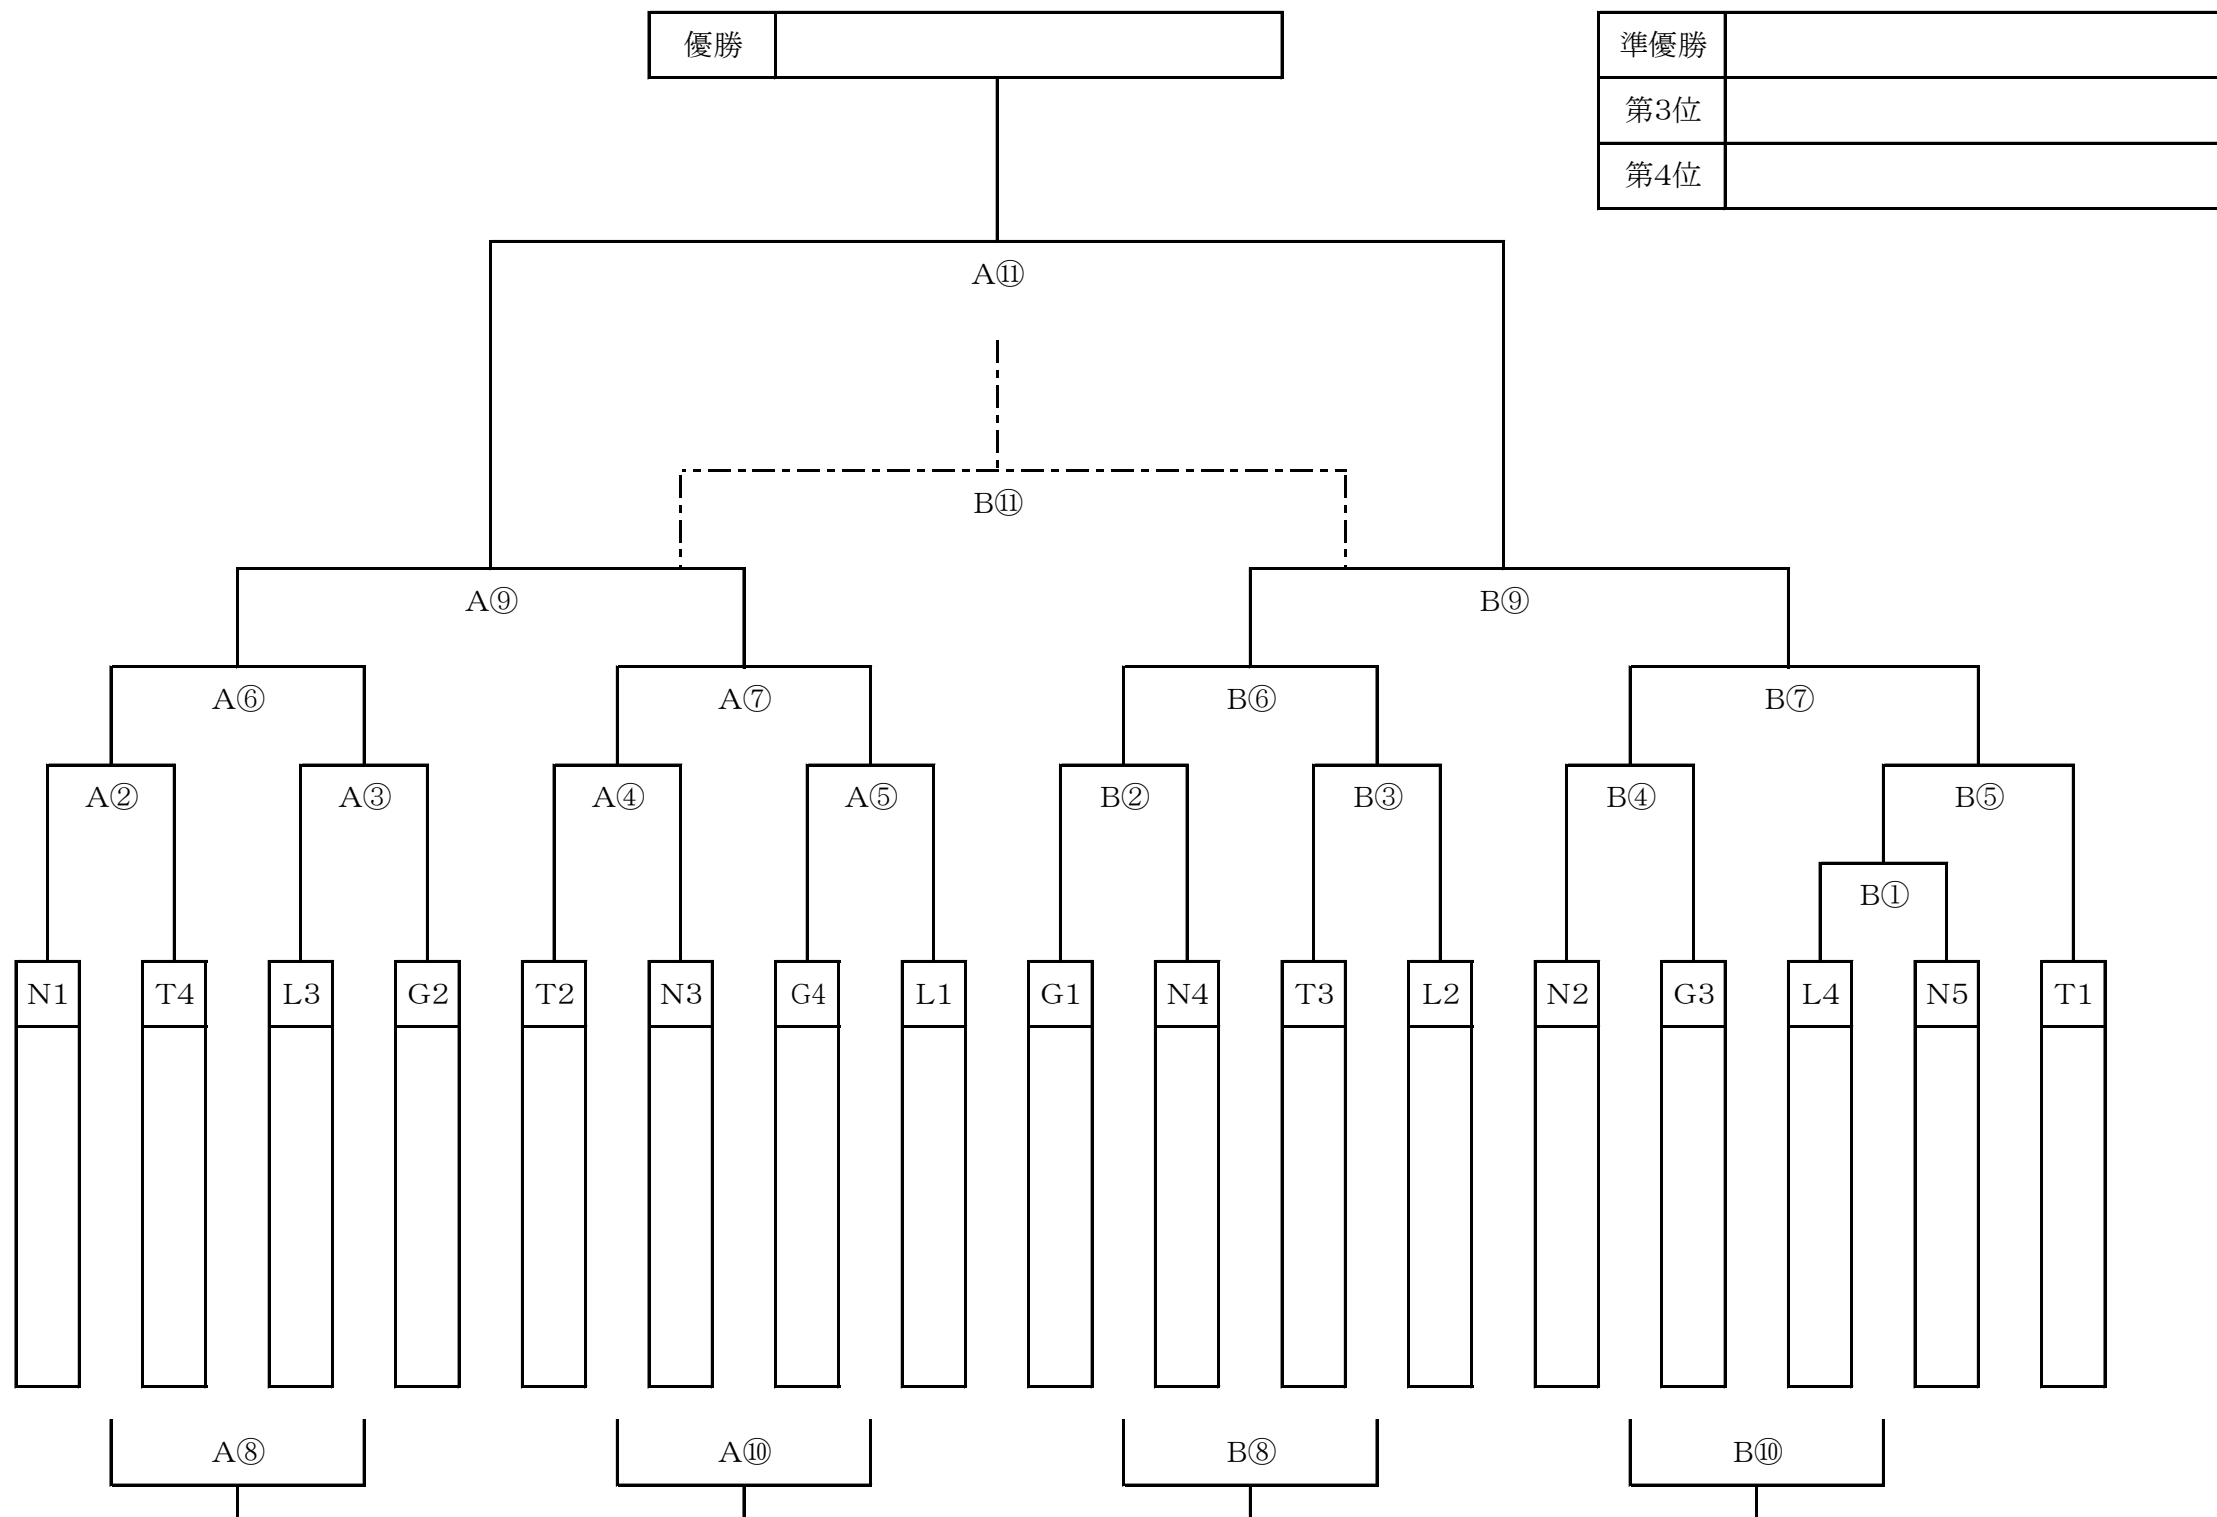 優勝
準優勝
第3位
第4位
A⑪
B⑪
A⑨ B⑨
A⑥ A⑦ B⑥ B⑦
A② A③ A④ A⑤ B② B③ B④ B⑤
B①
N1 T4 L3 G2 T2 N3 G4 L1 G1 N4 T3 L2 N2 G3 L4 N5 T1
A⑧ A⑩ B⑧ B⑩